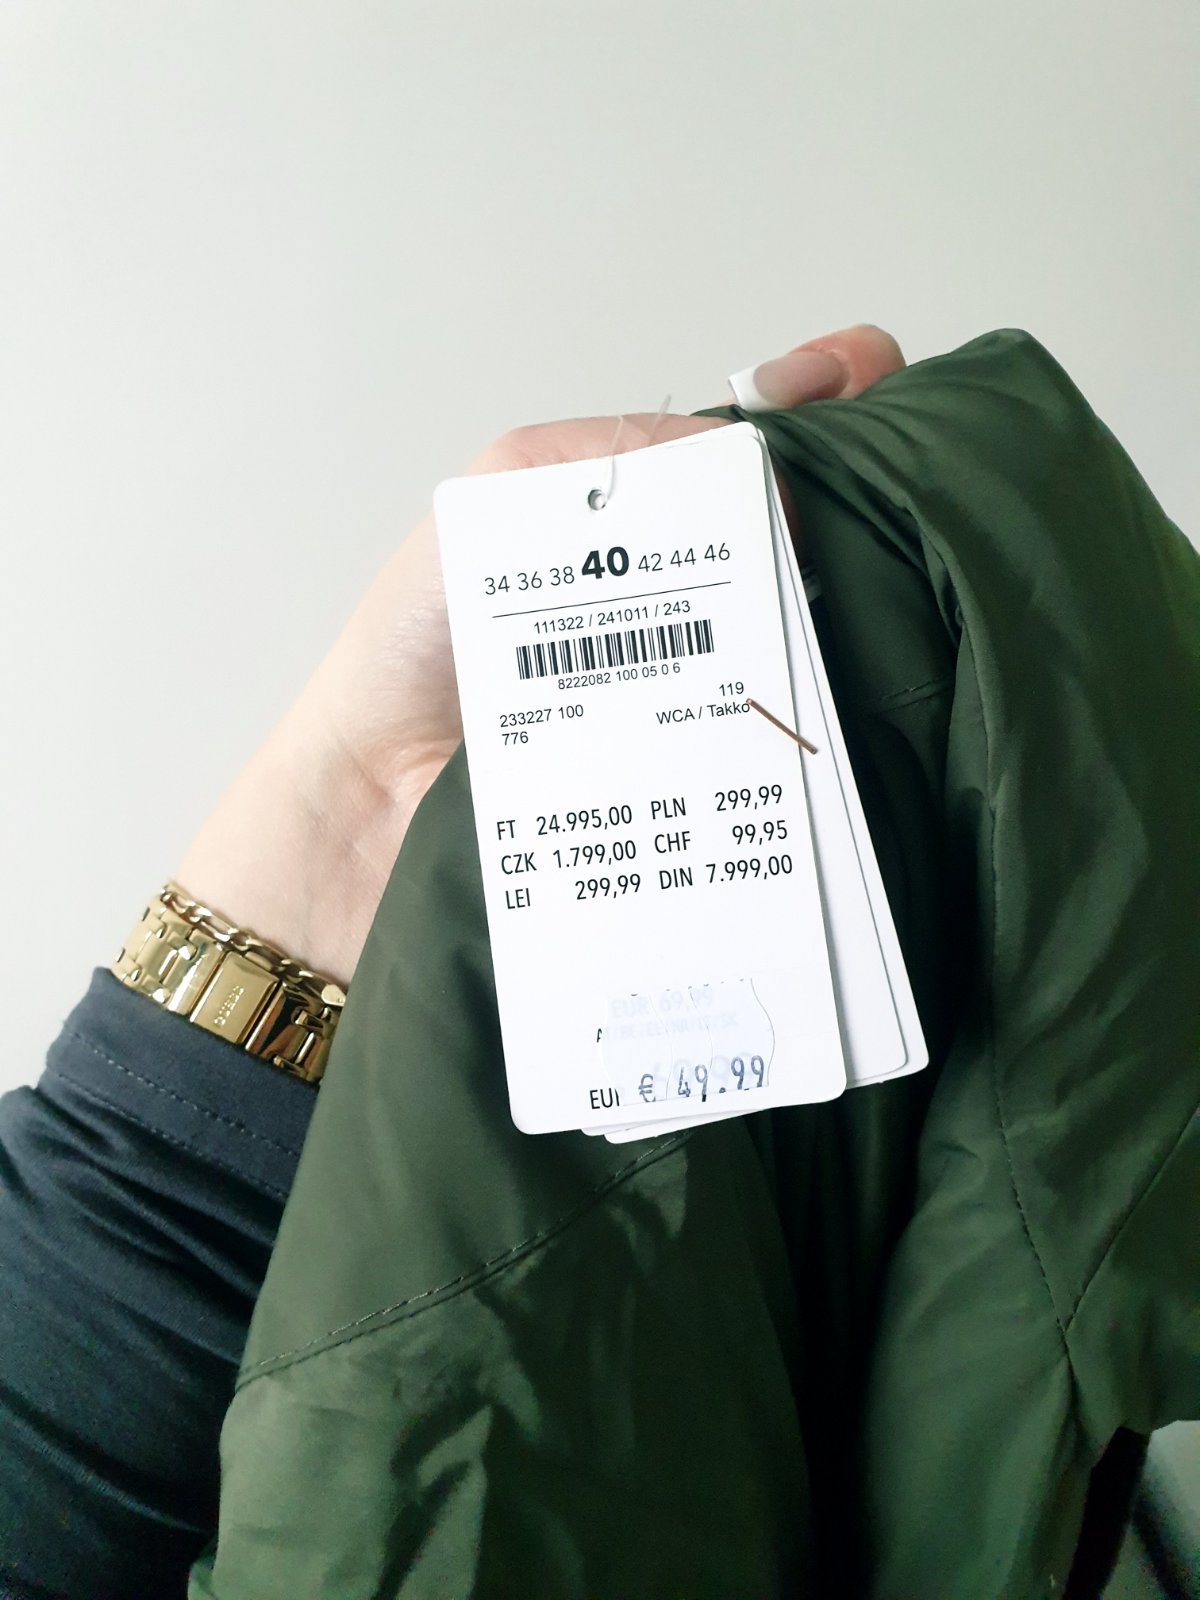 34 36 38 40 42 44 46
111322 / 241011 / 243
8222082 100 05 0 6
119
233227 100 WCA / Takko
776
FT 24.995,00 PLN 299,99
CZK 1.799,00 CHF 99,95
LEI 299,99 DIN 7.999,00
EUR 69,99
A
EUR € 49.99